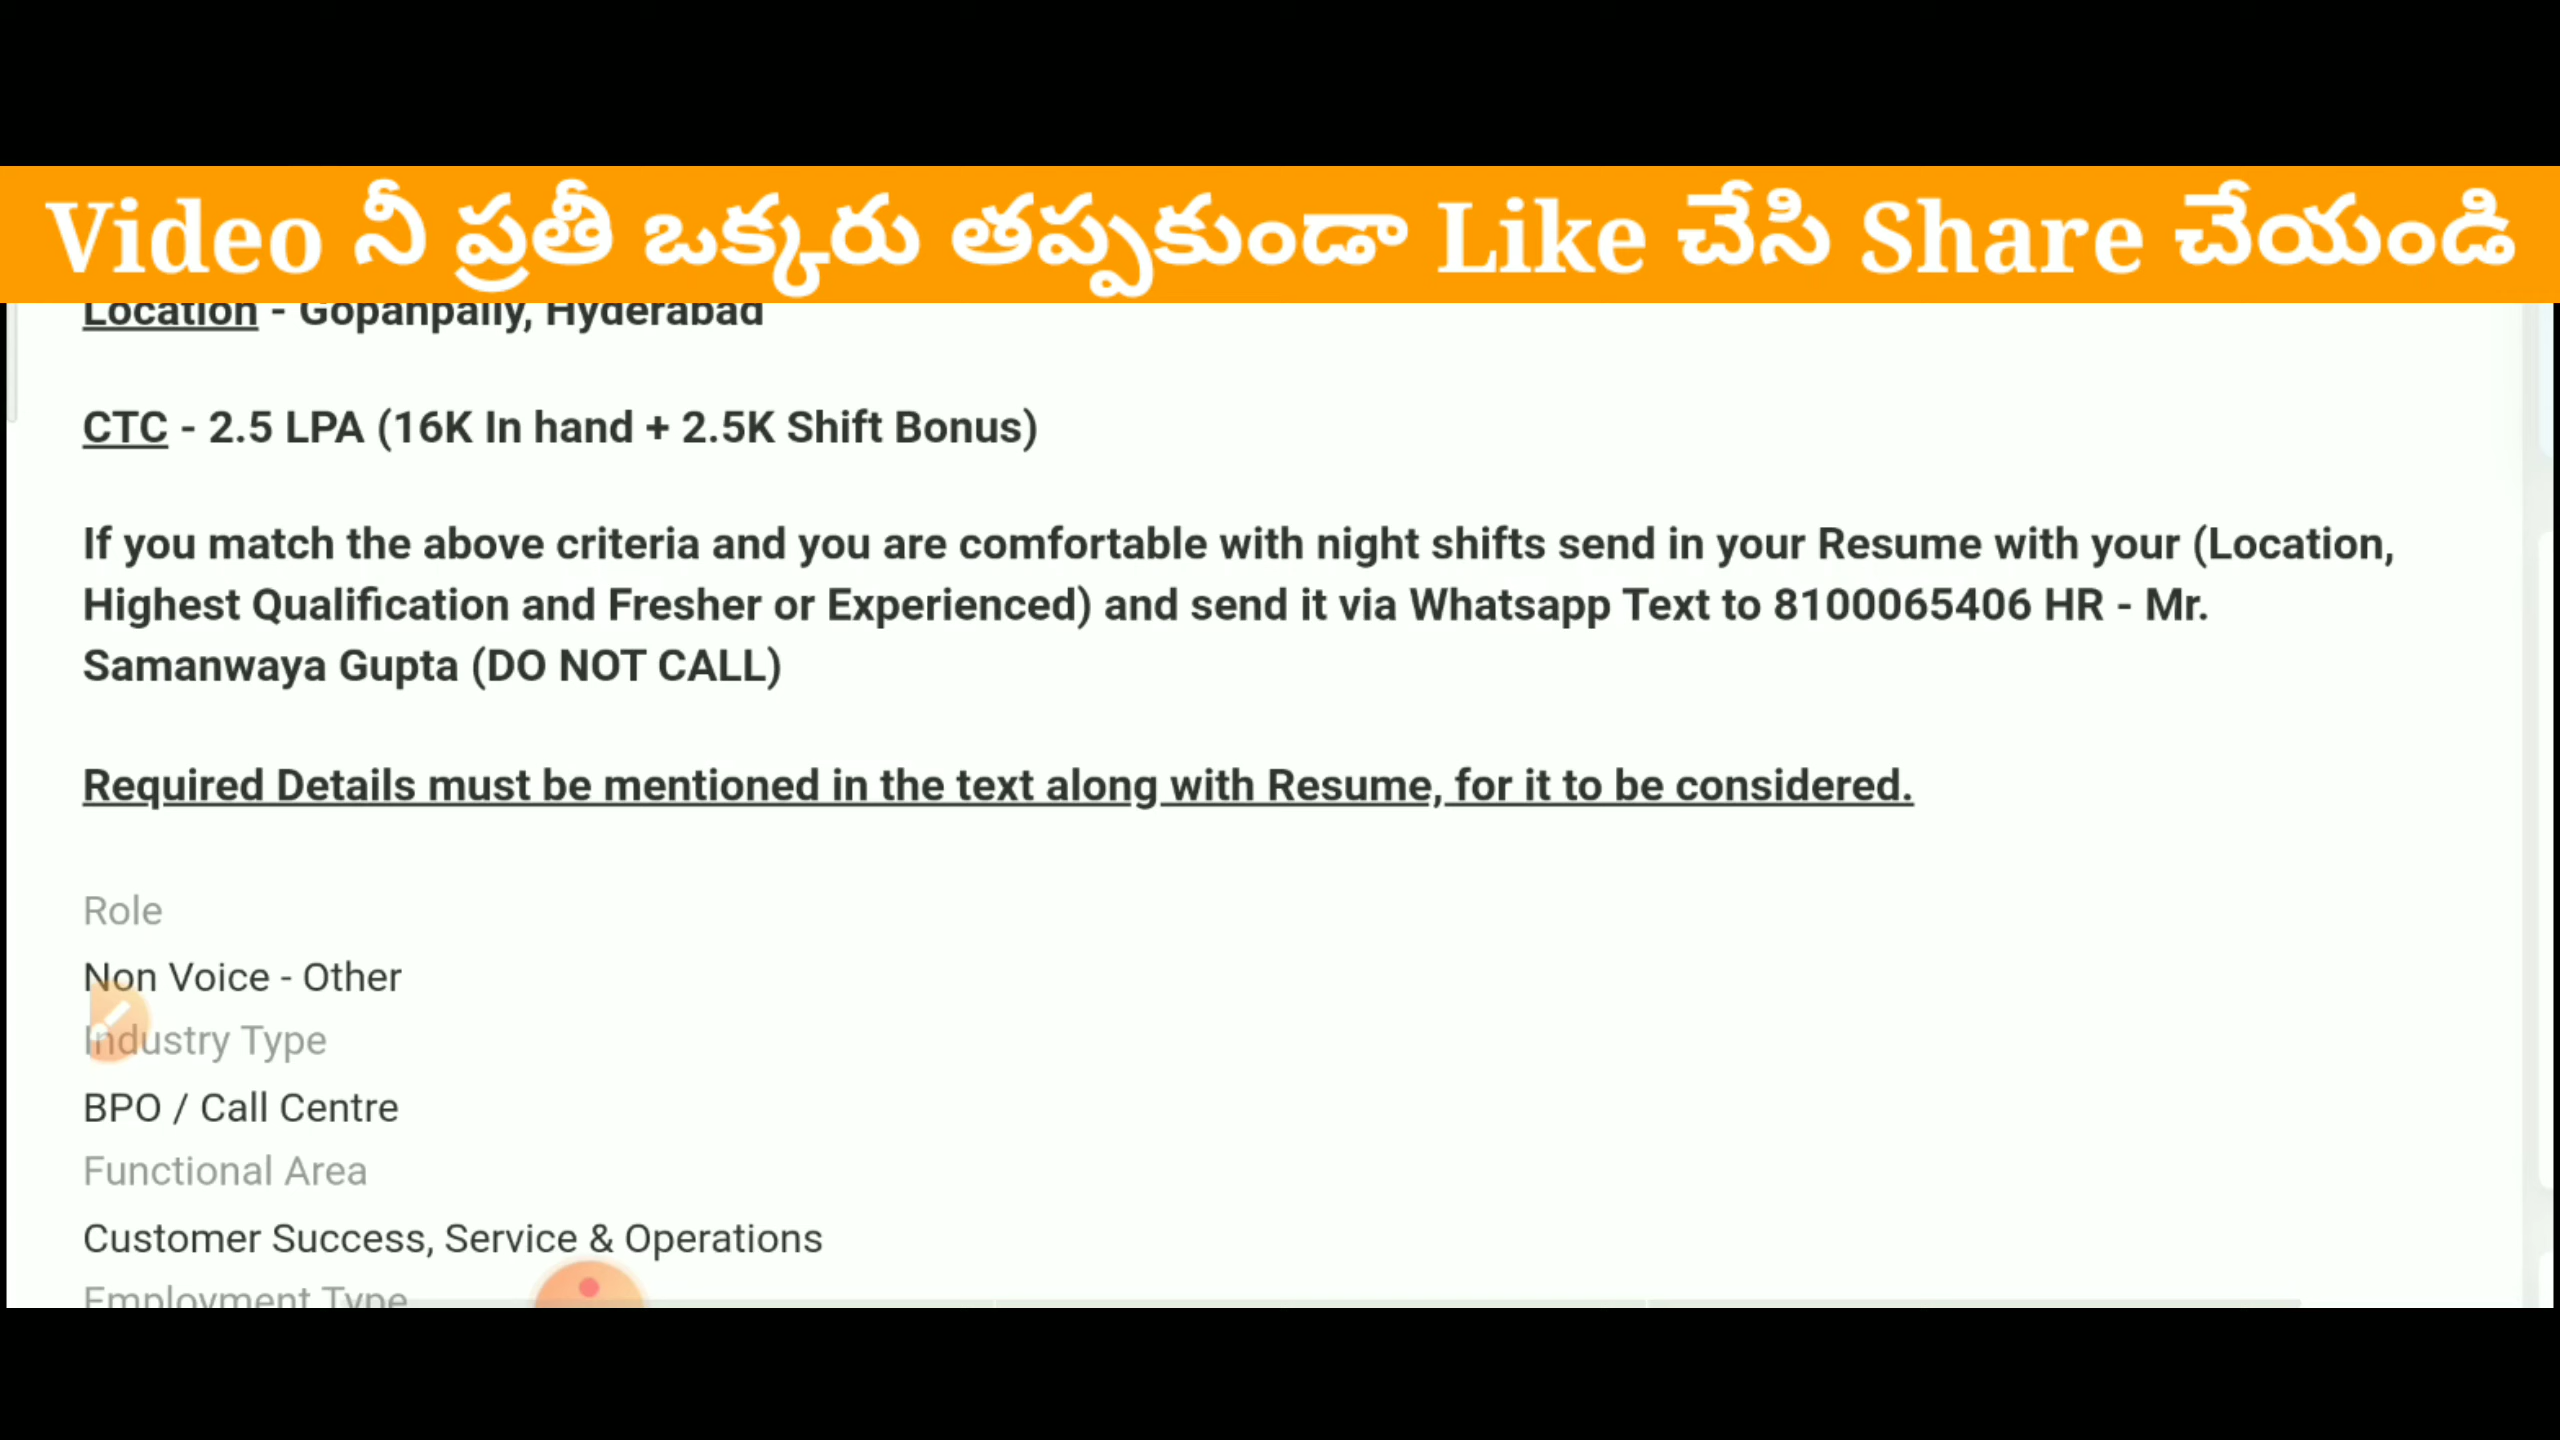 Video నీ ప్రతీ ఒక్కరు తప్పకుండా Like చేసి Share చేయండి
Location - Gopanpally, Hyderabad
CTC - 2.5 LPA (16K In hand + 2.5K Shift Bonus)
If you match the above criteria and you are comfortable with night shifts send in your Resume with your (Location,
Highest Qualification and Fresher or Experienced) and send it via Whatsapp Text to 8100065406 HR - Mr.
Samanwaya Gupta (DO NOT CALL)
Required Details must be mentioned in the text along with Resume, for it to be considered.
Role
Non Voice - Other
Industry Type
BPO / Call Centre
Functional Area
Customer Success, Service & Operations
Employment Type